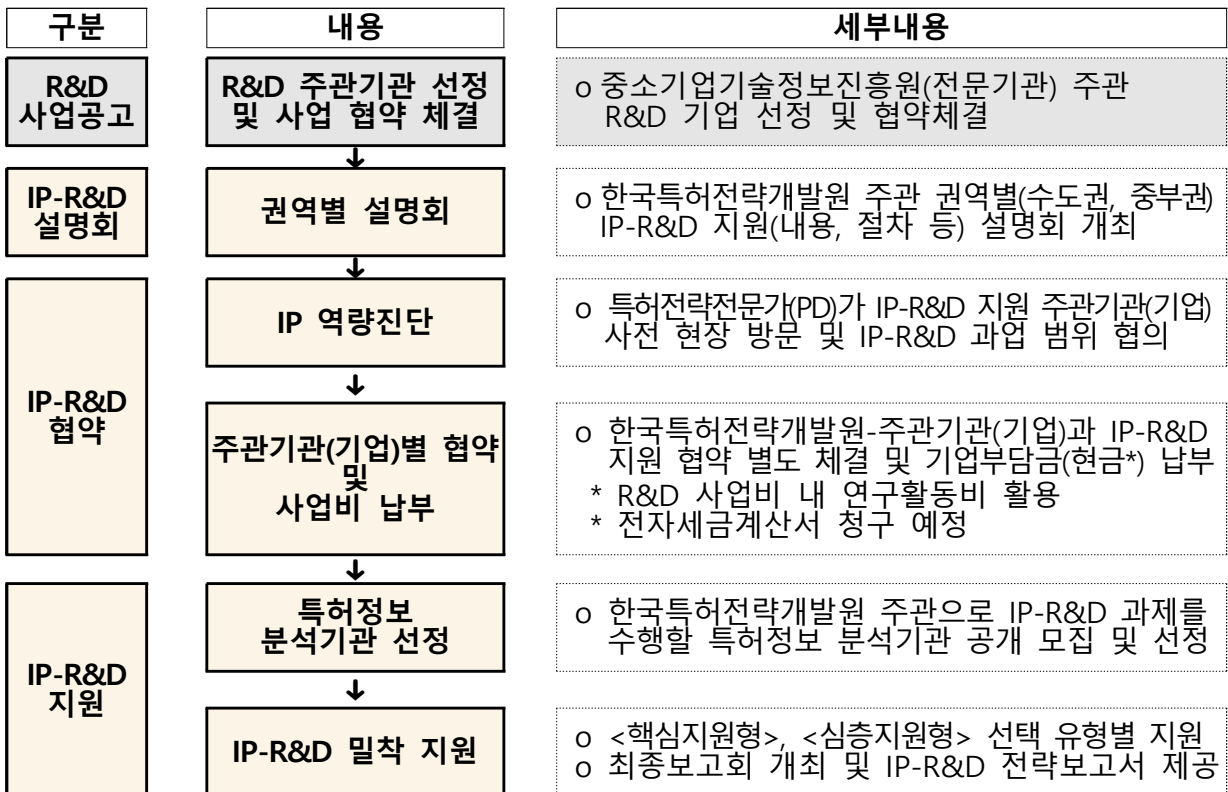 구분
내용
세부내용
R&D
사업공고
R&D 주관기관 선정
및 사업 협약 체결
o 중소기업기술정보진흥원(전문기관) 주관
R&D 기업 선정 및 협약체결
IP-R&D
설명회
권역별 설명회
o 한국특허전략개발원 주관 권역별(수도권, 중부권)
IP-R&D 지원(내용, 절차 등) 설명회 개최
IP-R&D
협약
IP 역량진단
o 특허전략전문가(PD)가 IP-R&D 지원 주관기관(기업)
사전 현장 방문 및 IP-R&D 과업 범위 협의
주관기관(기업)별 협약
및
사업비 납부
o 한국특허전략개발원-주관기관(기업)과 IP-R&D
지원 협약 별도 체결 및 기업부담금(현금*) 납부
* R&D 사업비 내 연구활동비 활용
* 전자세금계산서 청구 예정
IP-R&D
지원
특허정보
분석기관 선정
o 한국특허전략개발원 주관으로 IP-R&D 과제를
수행할 특허정보 분석기관 공개 모집 및 선정
IP-R&D 밀착 지원
o <핵심지원형>, <심층지원형> 선택 유형별 지원
o 최종보고회 개최 및 IP-R&D 전략보고서 제공